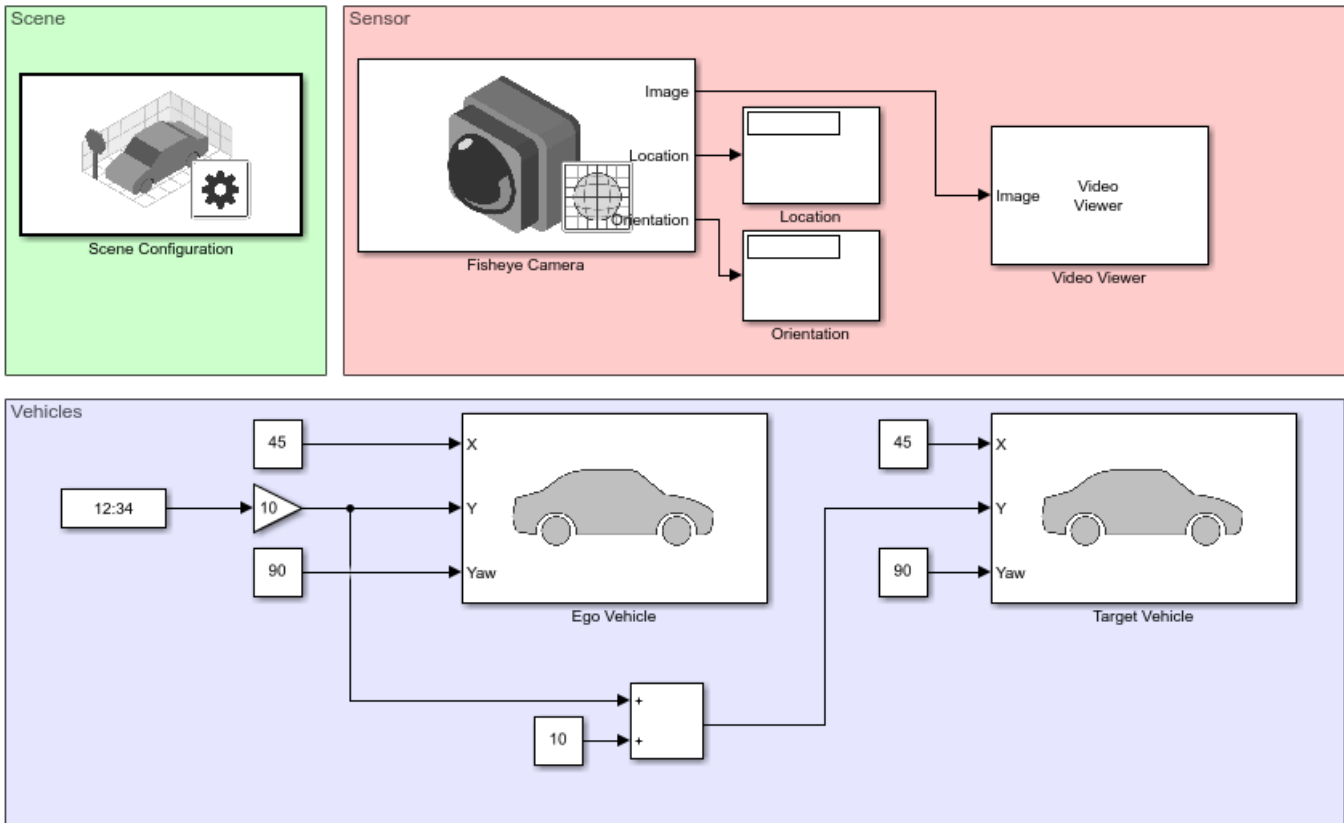 Scene
Scene Configuration
Sensor
Image
Location
Orientation
Fisheye Camera
Location
Orientation
Image
Video
Viewer
Video Viewer
Vehicles
45
X
12:34
10
Y
90
Yaw
Ego Vehicle
45
X
Y
90
Yaw
Target Vehicle
+
10
+